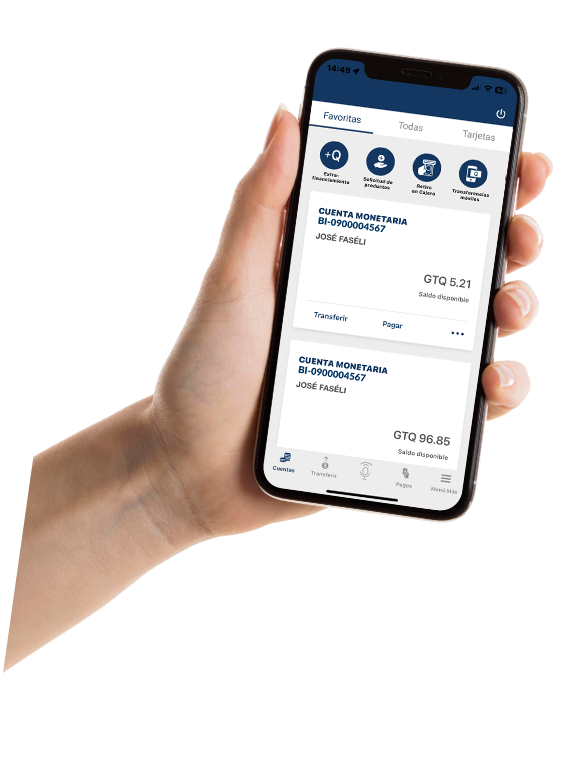 14:49
Favoritas
Todas
Tarjetas
+Q
Extra-
financiamiento
Solicitud de
productos
Retiro
en Cajero
Transferencias
móviles
CUENTA MONETARIA
BI-0900004567
JOSÉ FASÉLI
GTQ 5.21
Saldo disponible
Transferir
Pagar
CUENTA MONETARIA
BI-0900004567
JOSÉ FASÉLI
GTQ 96.85
Saldo disponible
Cuentas
Transferir
Pagos
Menú Más